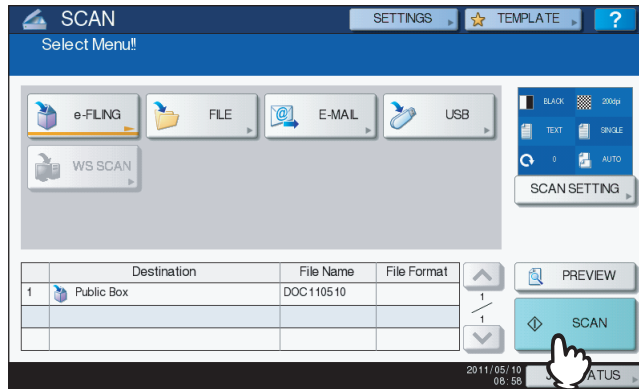 SCAN
SETTINGS
TEMPLATE
?
Select Menu!!
e-FILING
FILE
E-MAIL
USB
WS SCAN
BLACK
200dpi
TEXT
SINGLE
0
AUTO
SCAN SETTING
Destination
File Name
File Format
1
Public Box
DOC110510
1
1
PREVIEW
SCAN
2011/05/10
08:58